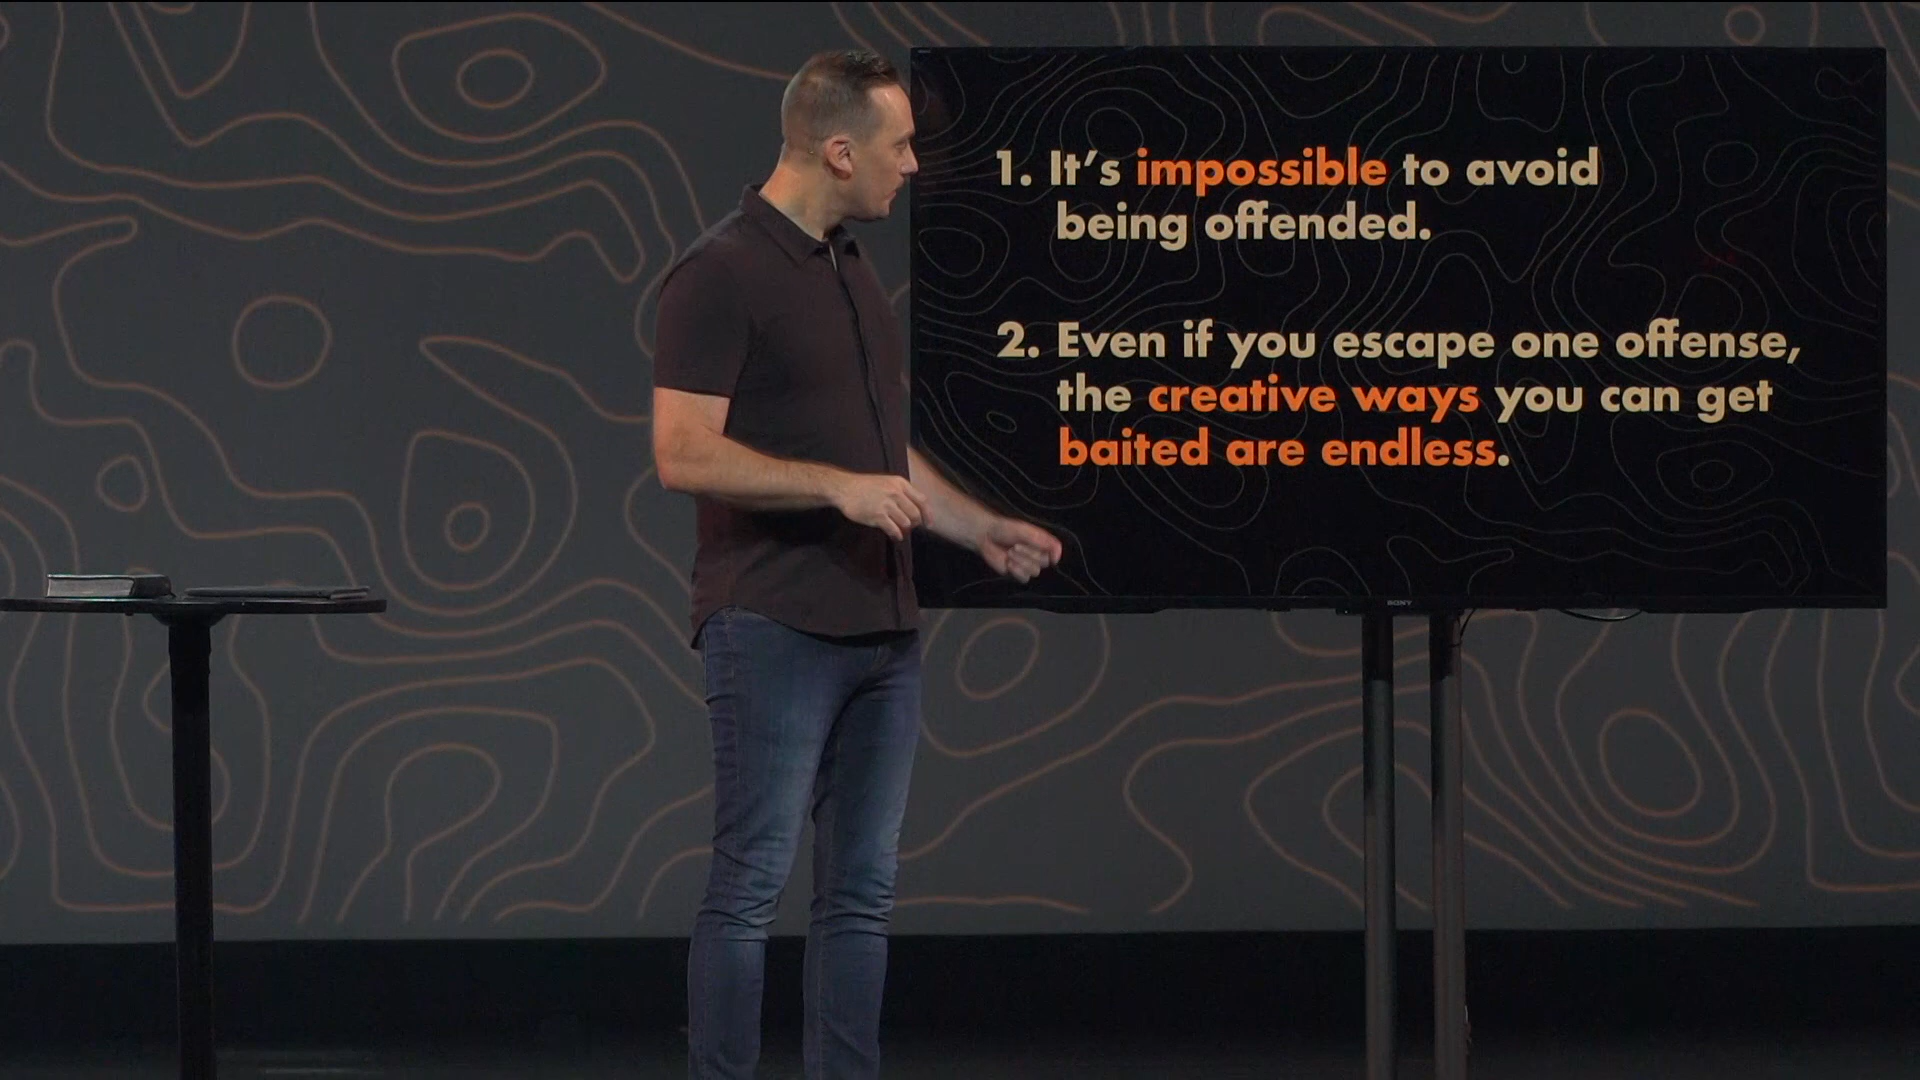 1. It's impossible to avoid
being offended.
2. Even if you escape one offense,
the creative ways you can get
baited are endless.
SONY